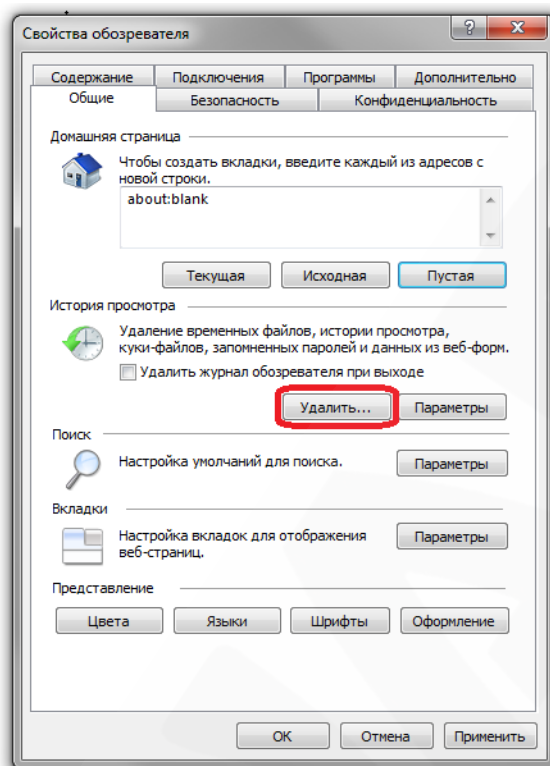 Свойства обозревателя
Содержание Подключения Программы Дополнительно
Общие Безопасность Конфиденциальность
Домашняя страница
Чтобы создать вкладки, введите каждый из адресов с
новой строки.
about:blank
Текущая Исходная Пустая
История просмотра
Удаление временных файлов, истории просмотра,
куки-файлов, запомненных паролей и данных из веб-форм.
Удалить журнал обозревателя при выходе
Удалить... Параметры
Поиск
Настройка умолчаний для поиска. Параметры
Вкладки
Настройка вкладок для отображения
веб-страниц. Параметры
Представление
Цвета Языки Шрифты Оформление
ОК Отмена Применить